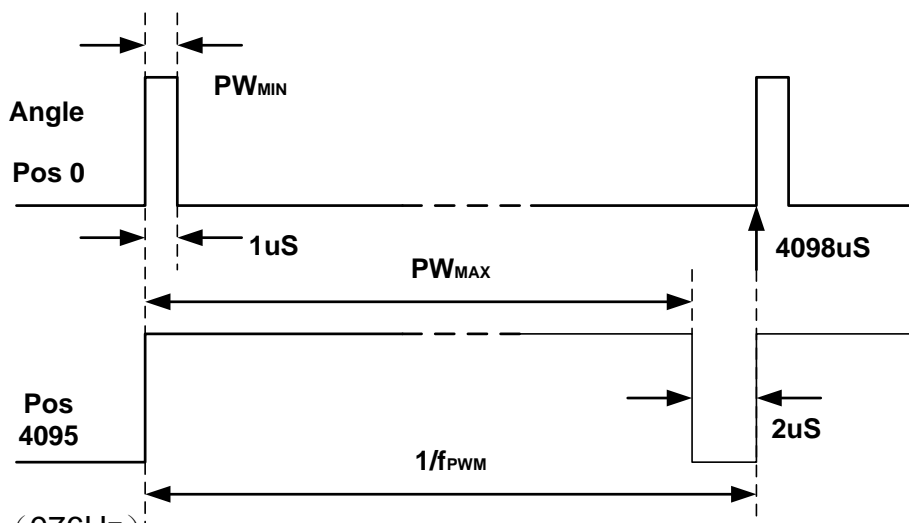 PWMIN
Angle
Pos 0
1uS
4098uS
PWMAX
Pos
4095
2uS
1/fPWM